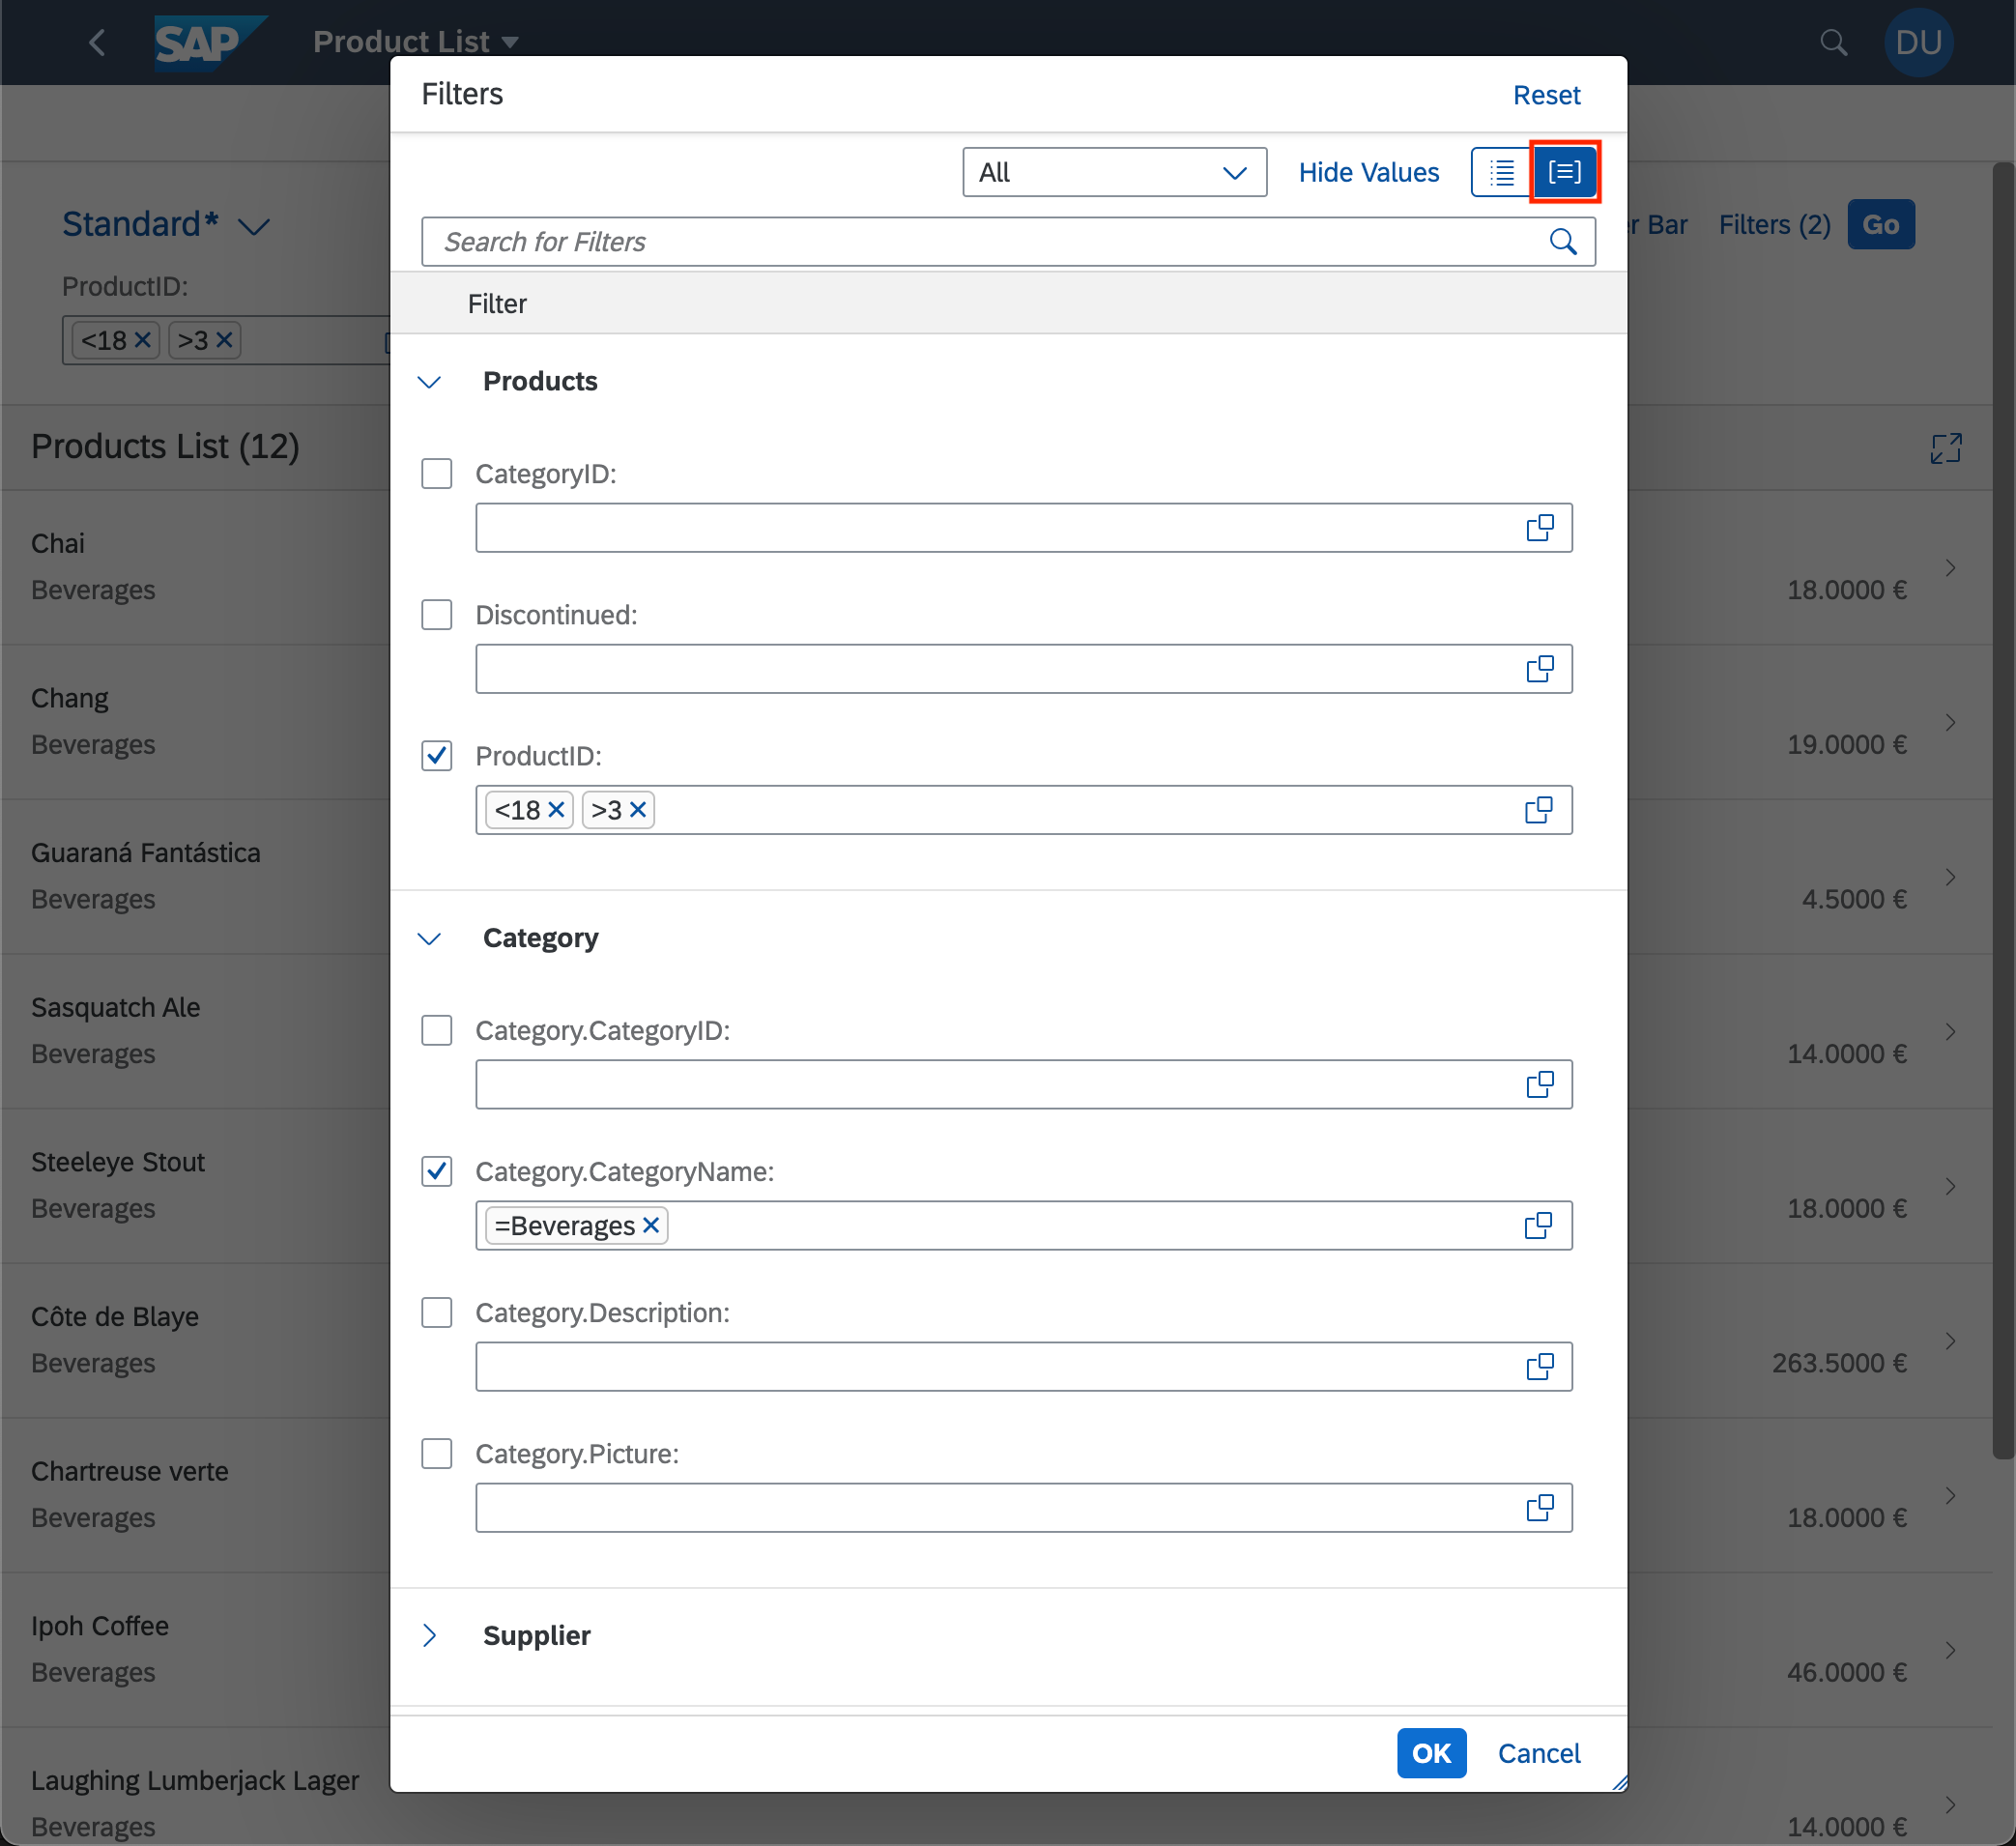 SAP Product List
DU
Filters
Reset
All
Hide Values
Standard*
r Bar
Filters (2)
Go
Search for Filters
ProductID:
<18
>3
Filter
Products
Products List (12)
CategoryID:
Chai
Beverages
18.0000 €
Discontinued:
Chang
Beverages
19.0000 €
ProductID:
<18
>3
Guaraná Fantástica
Beverages
4.5000 €
Category
Sasquatch Ale
Beverages
14.0000 €
Category.CategoryID:
Steeleye Stout
Beverages
18.0000 €
Category.CategoryName:
=Beverages
Côte de Blaye
Beverages
263.5000 €
Category.Description:
Chartreuse verte
Beverages
18.0000 €
Category.Picture:
Ipoh Coffee
Beverages
46.0000 €
Supplier
Laughing Lumberjack Lager
Beverages
14.0000 €
OK
Cancel